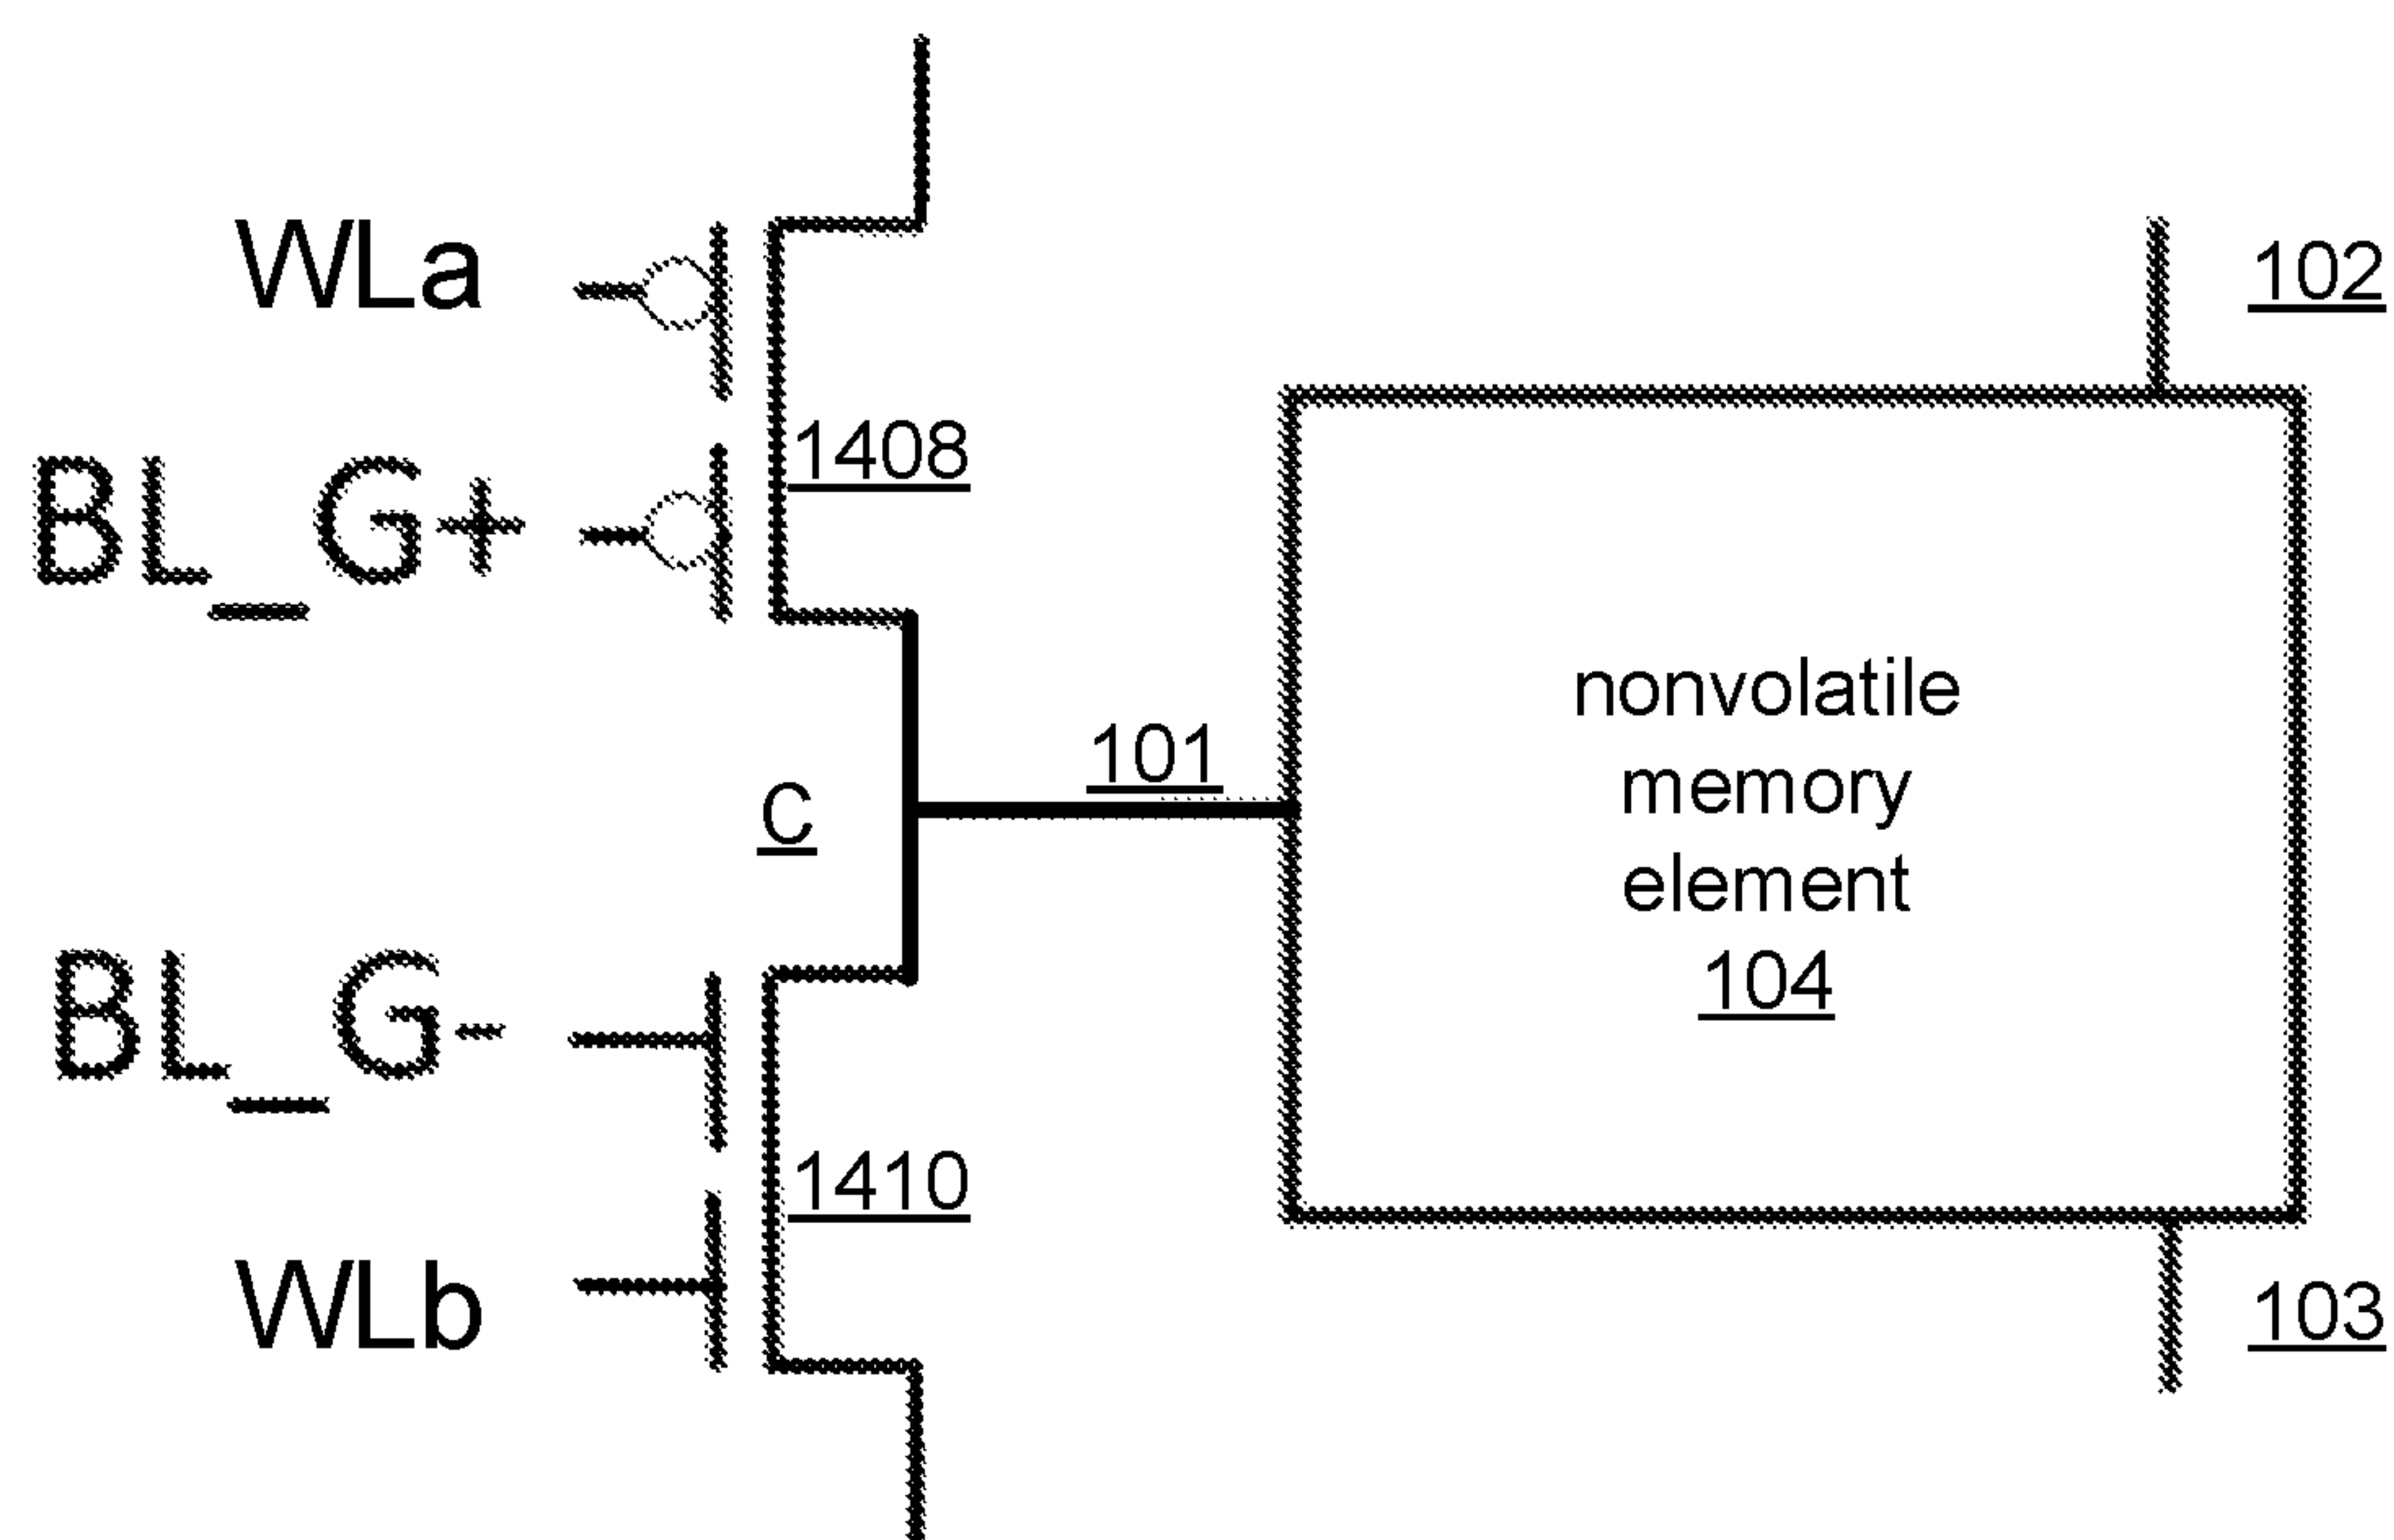 WLa
102
1408
BL_G+
nonvolatile
memory
element
104
101
C
BL_G-
1410
WLb
103